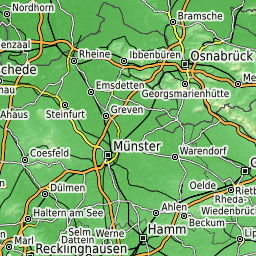 Nordhorn
Bramsche
Rheine
Ibbenbüren
Osnabrück
Emsdetten
Georgsmarienhütte
Greven
Ahaus
Steinfurt
Münster
Warendorf
Coesfeld
Oelde
Dülmen
Rheda-
Wiedenbrück
Haltern am See
Ahlen
Beckum
Selm
Datteln
Werne
Hamm
Marl
Recklinghausen